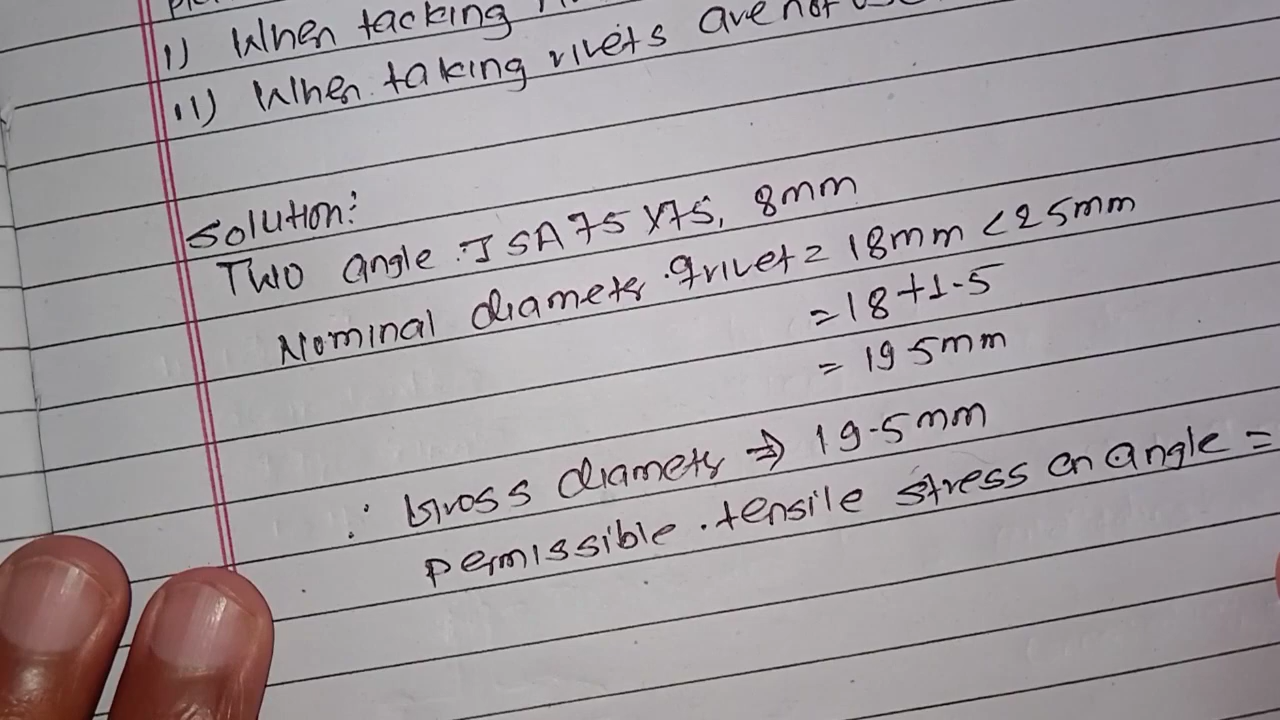 i) When tacking
ii) When taking rivets are not
Solution:
Two angle ISA 75 X 75, 8mm
Nominal diameter of rivet = 18mm < 25mm
= 18 + 1.5
= 19 5mm
∴ Gross diameter ⇒ 19.5mm
permissible tensile stress on angle =